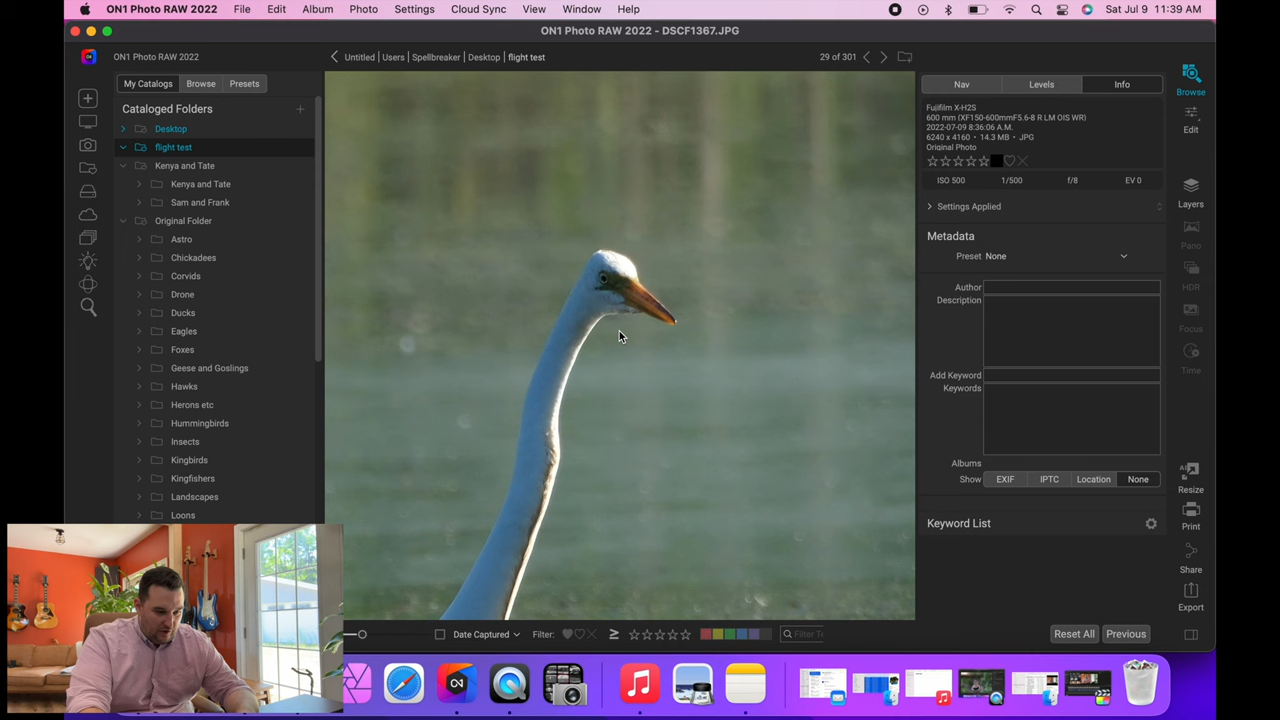 ON1 Photo RAW 2022 File Edit Album Photo Settings Cloud Sync View Window Help Sat Jul 9 11:39 AM
ON1 Photo RAW 2022 - DSCF1367.JPG
ON1 Photo RAW 2022
Untitled | Users | Spellbreaker | Desktop | flight test 29 of 301
My Catalogs Browse Presets
Cataloged Folders
Desktop
flight test
Kenya and Tate
Kenya and Tate
Sam and Frank
Original Folder
Astro
Chickadees
Corvids
Drone
Ducks
Eagles
Foxes
Geese and Goslings
Hawks
Herons etc
Hummingbirds
Insects
Kingbirds
Kingfishers
Landscapes
Loons
Date Captured Filter: Filter
Nav Levels Info
Fujifilm X-H2S
600 mm (XF150-600mmF5.6-8 R LM OIS WR)
2022-07-09 8:36:06 A.M.
6240 x 4160 • 14.3 MB • JPG
Original Photo
ISO 500 1/500 f/8 EV 0
Settings Applied
Metadata
Preset None
Author
Description
Add Keyword
Keywords
Albums
Show EXIF IPTC Location None
Keyword List
Reset All Previous
Browse
Edit
Layers
Pano
HDR
Focus
Time
AI
Resize
Print
Share
Export